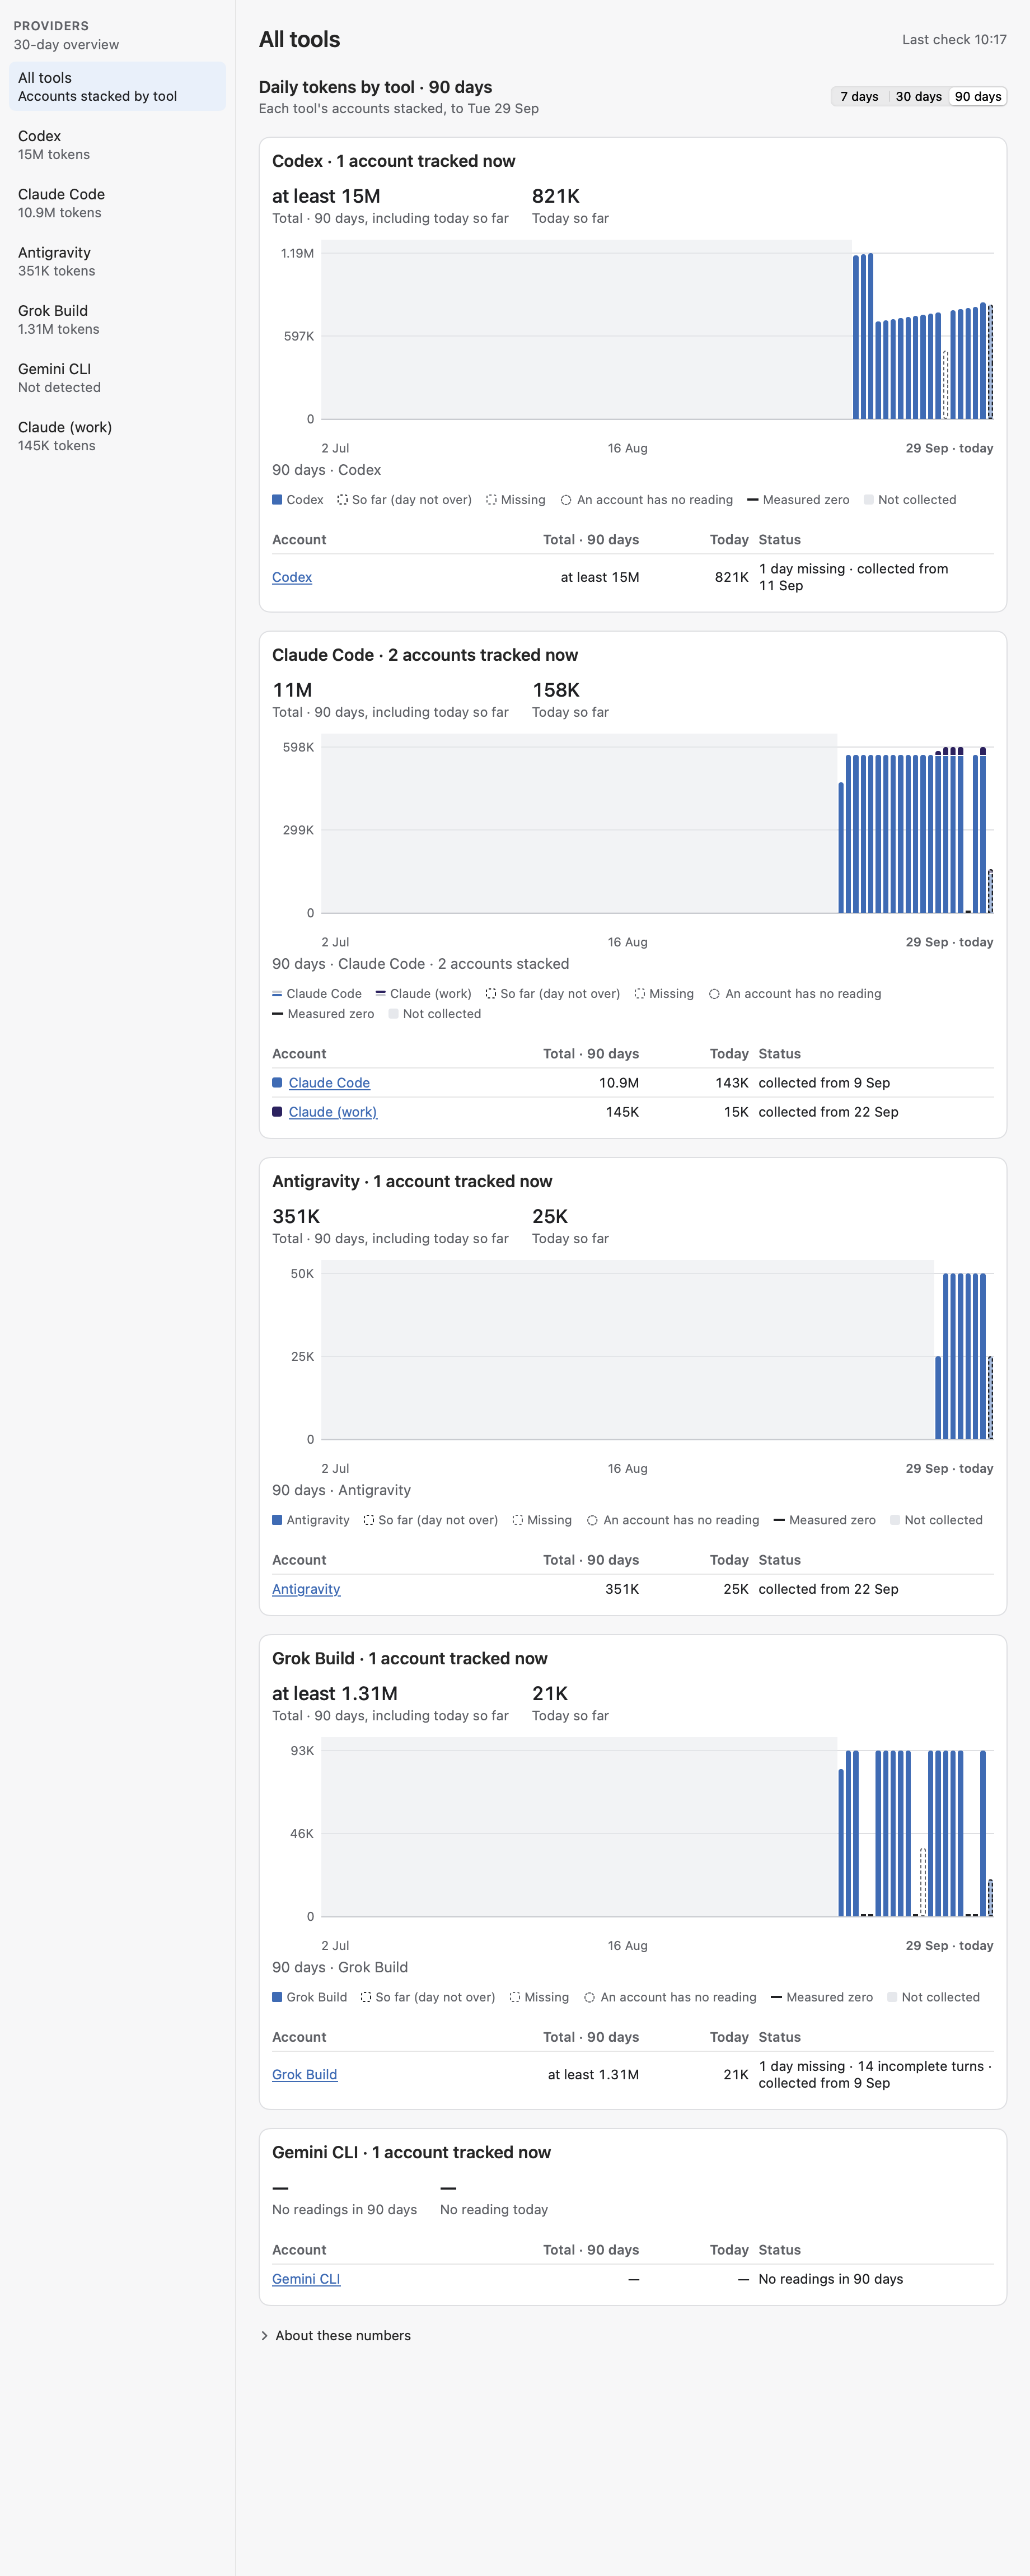 PROVIDERS
30-day overview
All tools
Accounts stacked by tool
Codex
15M tokens
Claude Code
10.9M tokens
Antigravity
351K tokens
Grok Build
1.31M tokens
Gemini CLI
Not detected
Claude (work)
145K tokens
All tools
Last check 10:17
Daily tokens by tool · 90 days
Each tool's accounts stacked, to Tue 29 Sep
7 days 30 days 90 days
Codex · 1 account tracked now
at least 15M 821K
Total · 90 days, including today so far Today so far
1.19M
597K
0
2 Jul 16 Aug 29 Sep · today
90 days · Codex
Codex So far (day not over) Missing An account has no reading Measured zero Not collected
Account Total · 90 days Today Status
Codex at least 15M 821K 1 day missing · collected from
11 Sep
Claude Code · 2 accounts tracked now
11M 158K
Total · 90 days, including today so far Today so far
598K
299K
0
2 Jul 16 Aug 29 Sep · today
90 days · Claude Code · 2 accounts stacked
Claude Code Claude (work) So far (day not over) Missing An account has no reading
Measured zero Not collected
Account Total · 90 days Today Status
Claude Code 10.9M 143K collected from 9 Sep
Claude (work) 145K 15K collected from 22 Sep
Antigravity · 1 account tracked now
351K 25K
Total · 90 days, including today so far Today so far
50K
25K
0
2 Jul 16 Aug 29 Sep · today
90 days · Antigravity
Antigravity So far (day not over) Missing An account has no reading Measured zero Not collected
Account Total · 90 days Today Status
Antigravity 351K 25K collected from 22 Sep
Grok Build · 1 account tracked now
at least 1.31M 21K
Total · 90 days, including today so far Today so far
93K
46K
0
2 Jul 16 Aug 29 Sep · today
90 days · Grok Build
Grok Build So far (day not over) Missing An account has no reading Measured zero Not collected
Account Total · 90 days Today Status
Grok Build at least 1.31M 21K 1 day missing · 14 incomplete turns ·
collected from 9 Sep
Gemini CLI · 1 account tracked now
— —
No readings in 90 days No reading today
Account Total · 90 days Today Status
Gemini CLI — — No readings in 90 days
About these numbers